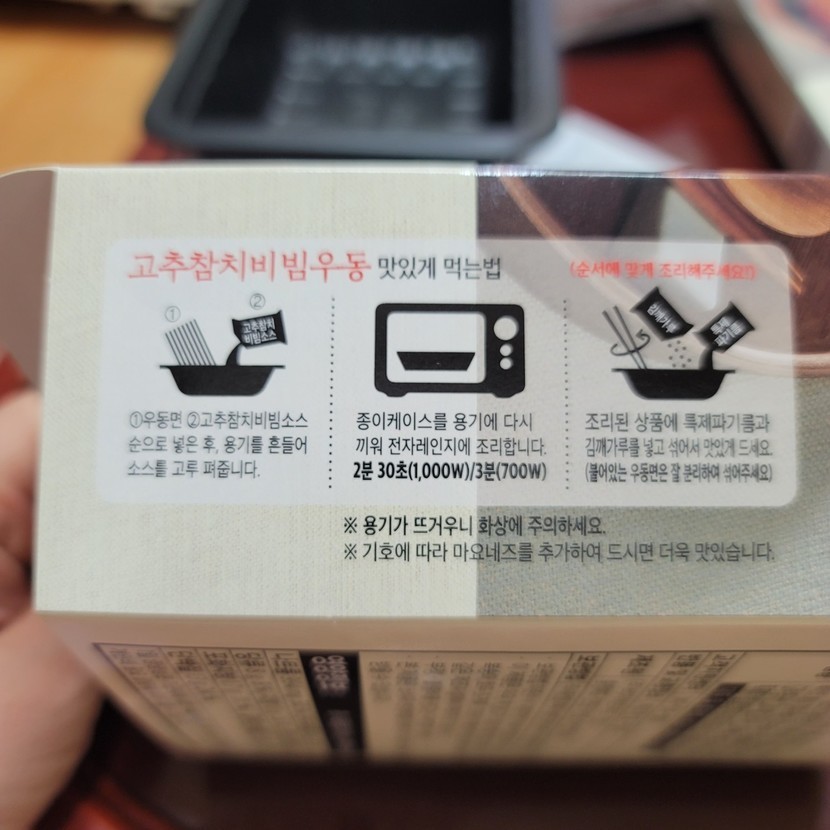 고추참치비빔우동 맛있게 먹는법
(순서에 맞게 조리해주세요!)
① ②
고추참치
비빔소스
김깨가루
특제
파기름
①우동면 ②고추참치비빔소스
순으로 넣은 후, 용기를 흔들어
소스를 고루 펴줍니다.
종이케이스를 용기에 다시
끼워 전자레인지에 조리합니다.
2분 30초(1,000W)/3분(700W)
조리된 상품에 특제파기름과
김깨가루를 넣고 섞어서 맛있게 드세요.
(붙어있는 우동면은 잘 분리하여 섞어주세요)
※ 용기가 뜨거우니 화상에 주의하세요.
※ 기호에 따라 마요네즈를 추가하여 드시면 더욱 맛있습니다.